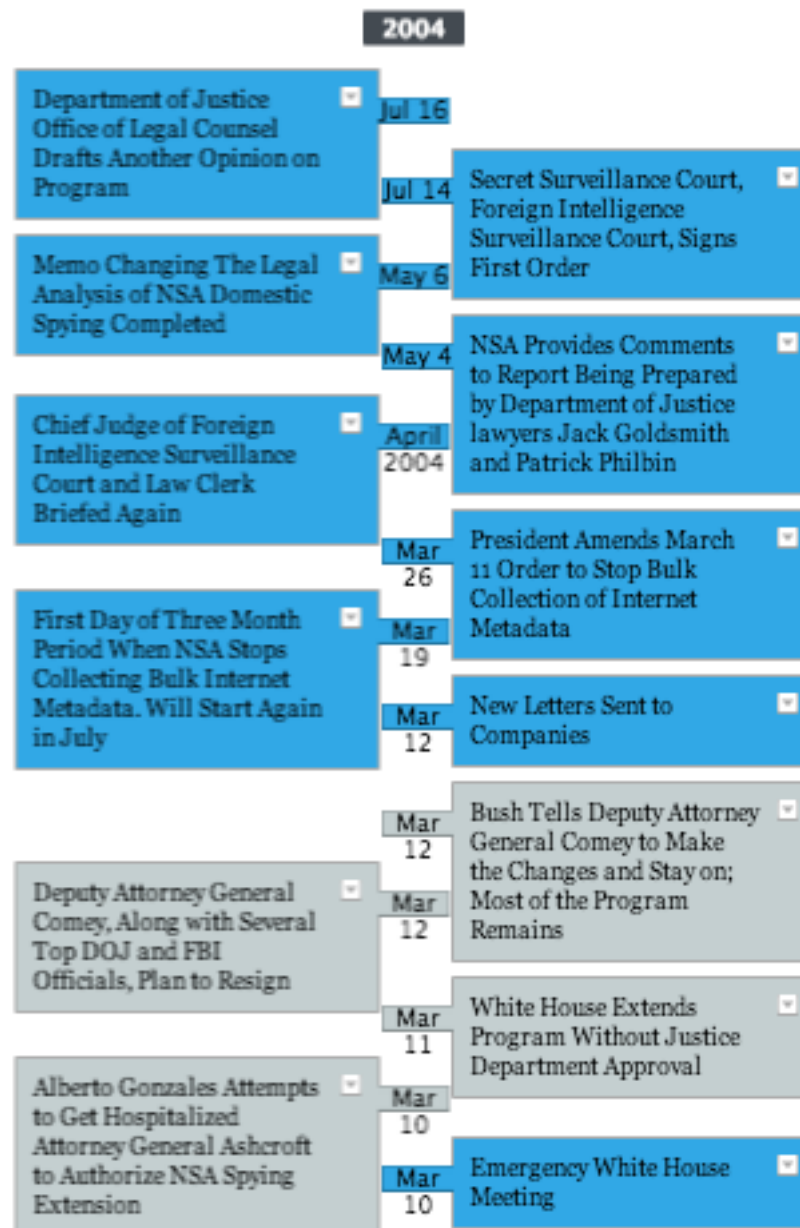 2004
Department of Justice
Office of Legal Counsel
Drafts Another Opinion on
Program
Jul 16
Jul 14
Secret Surveillance Court,
Foreign Intelligence
Surveillance Court, Signs
First Order
Memo Changing The Legal
Analysis of NSA Domestic
Spying Completed
May 6
May 4
NSA Provides Comments
to Report Being Prepared
by Department of Justice
lawyers Jack Goldsmith
and Patrick Philbin
Chief Judge of Foreign
Intelligence Surveillance
Court and Law Clerk
Briefed Again
April
2004
Mar
26
President Amends March
11 Order to Stop Bulk
Collection of Internet
Metadata
First Day of Three Month
Period When NSA Stops
Collecting Bulk Internet
Metadata. Will Start Again
in July
Mar
19
Mar
12
New Letters Sent to
Companies
Mar
12
Bush Tells Deputy Attorney
General Comey to Make
the Changes and Stay on;
Most of the Program
Remains
Deputy Attorney General
Comey, Along with Several
Top DOJ and FBI
Officials, Plan to Resign
Mar
12
Mar
11
White House Extends
Program Without Justice
Department Approval
Alberto Gonzales Attempts
to Get Hospitalized
Attorney General Ashcroft
to Authorize NSA Spying
Extension
Mar
10
Mar
10
Emergency White House
Meeting